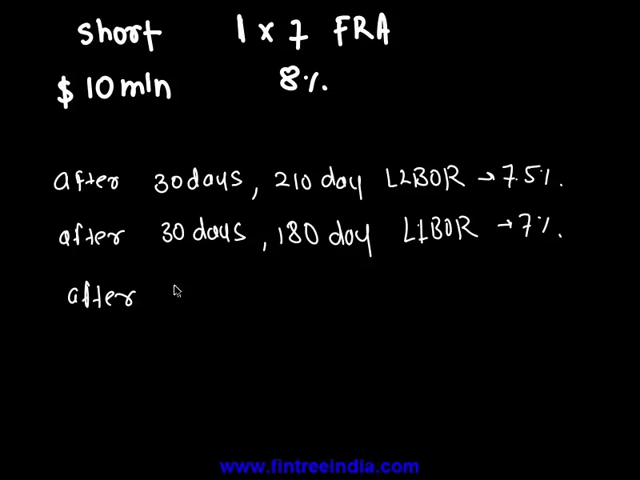 short 1 x 7 FRA
$ 10 mln 8%.
after 30 days, 210 day LIBOR → 7.5%.
after 30 days, 180 day LIBOR → 7%.
after
www.fintreeindia.com